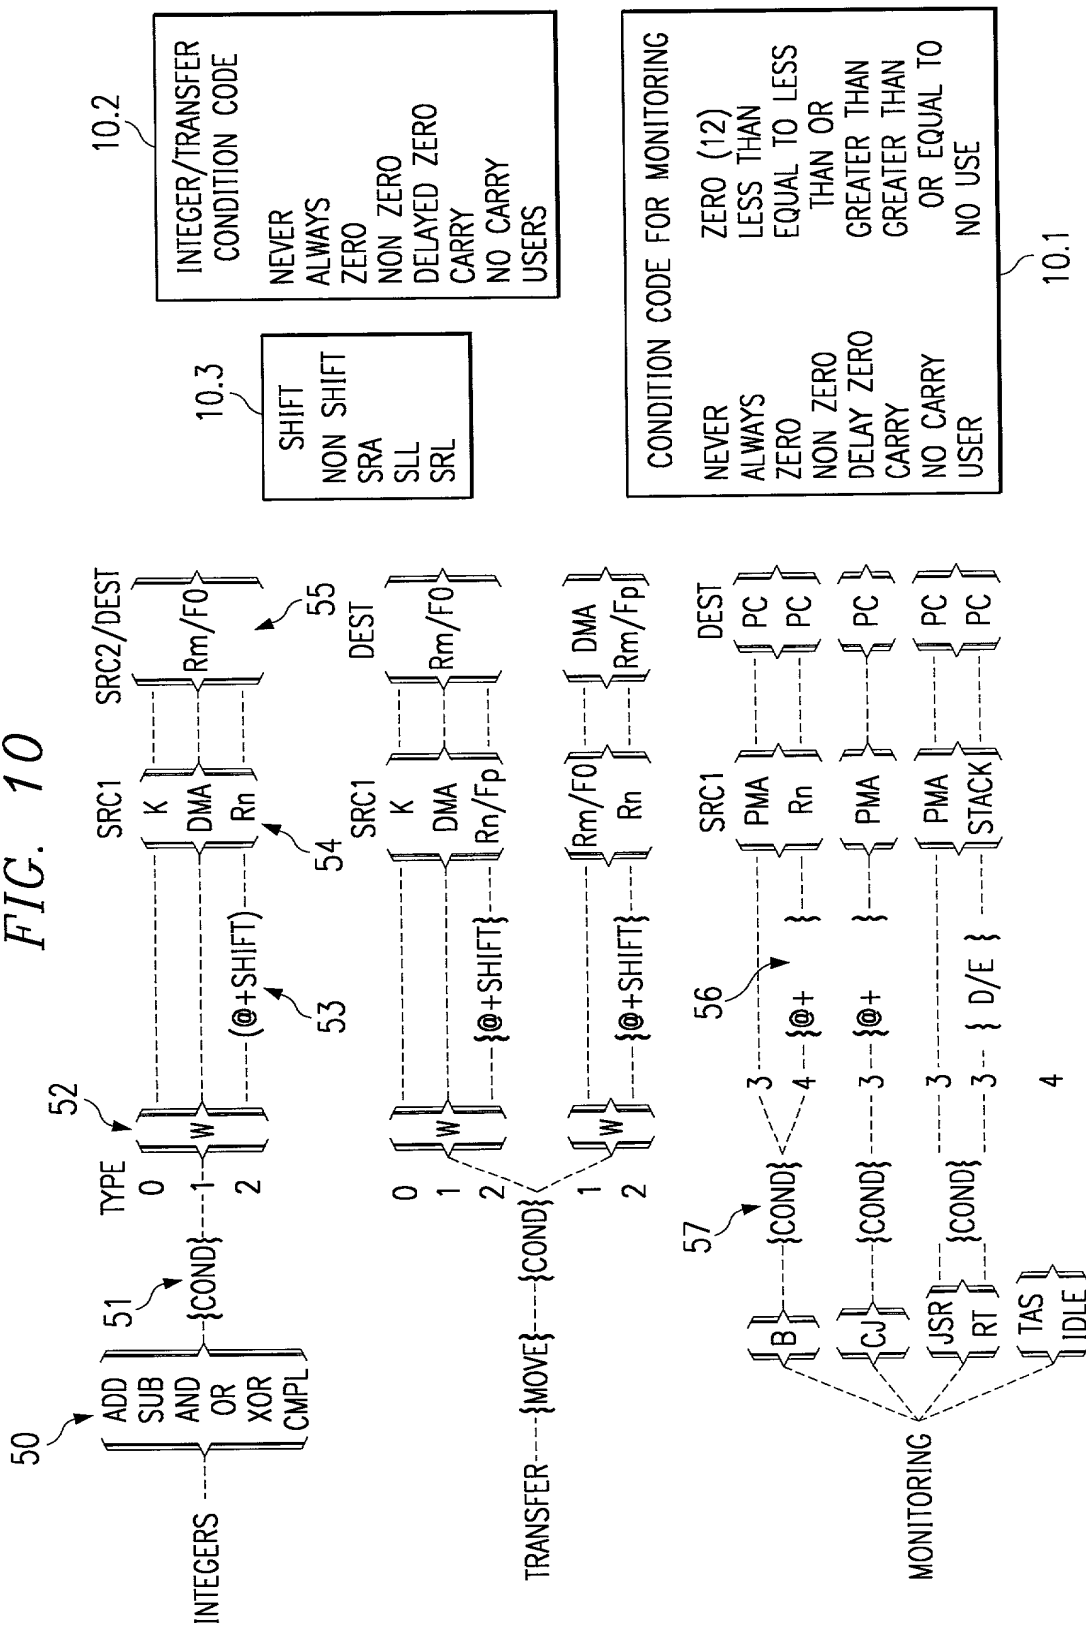 FIG. 10
TYPE SRC1 SRC2/DEST
50
51
52
53
54
55
INTEGERS
ADD
SUB
AND
OR
XOR
CMPL
{COND}
0
1
2
W
(@+SHIFT)
K
DMA
Rn
Rm/F0
SRC1 DEST
TRANSFER
{MOVE}
{COND}
0
1
2
W
{@+SHIFT}
K
DMA
Rn/Fp
Rm/F0
1
2
W
{@+SHIFT}
Rm/F0
Rn
DMA
Rm/Fp
SRC1 DEST
56
57
MONITORING
B {COND} 3 PMA PC
4 {@+ } Rn PC
CJ {COND} 3 {@+ } PMA PC
JSR {COND} 3 PMA PC
RT 3 } D/E } STACK PC
TAS 4
IDLE
10.3
SHIFT
NON SHIFT
SRA
SLL
SRL
10.2
INTEGER/TRANSFER
CONDITION CODE
NEVER
ALWAYS
ZERO
NON ZERO
DELAYED ZERO
CARRY
NO CARRY
USERS
CONDITION CODE FOR MONITORING
NEVER
ALWAYS
ZERO
NON ZERO
DELAY ZERO
CARRY
NO CARRY
USER
ZERO (12)
LESS THAN
EQUAL TO LESS
THAN OR
GREATER THAN
GREATER THAN
OR EQUAL TO
NO USE
10.1